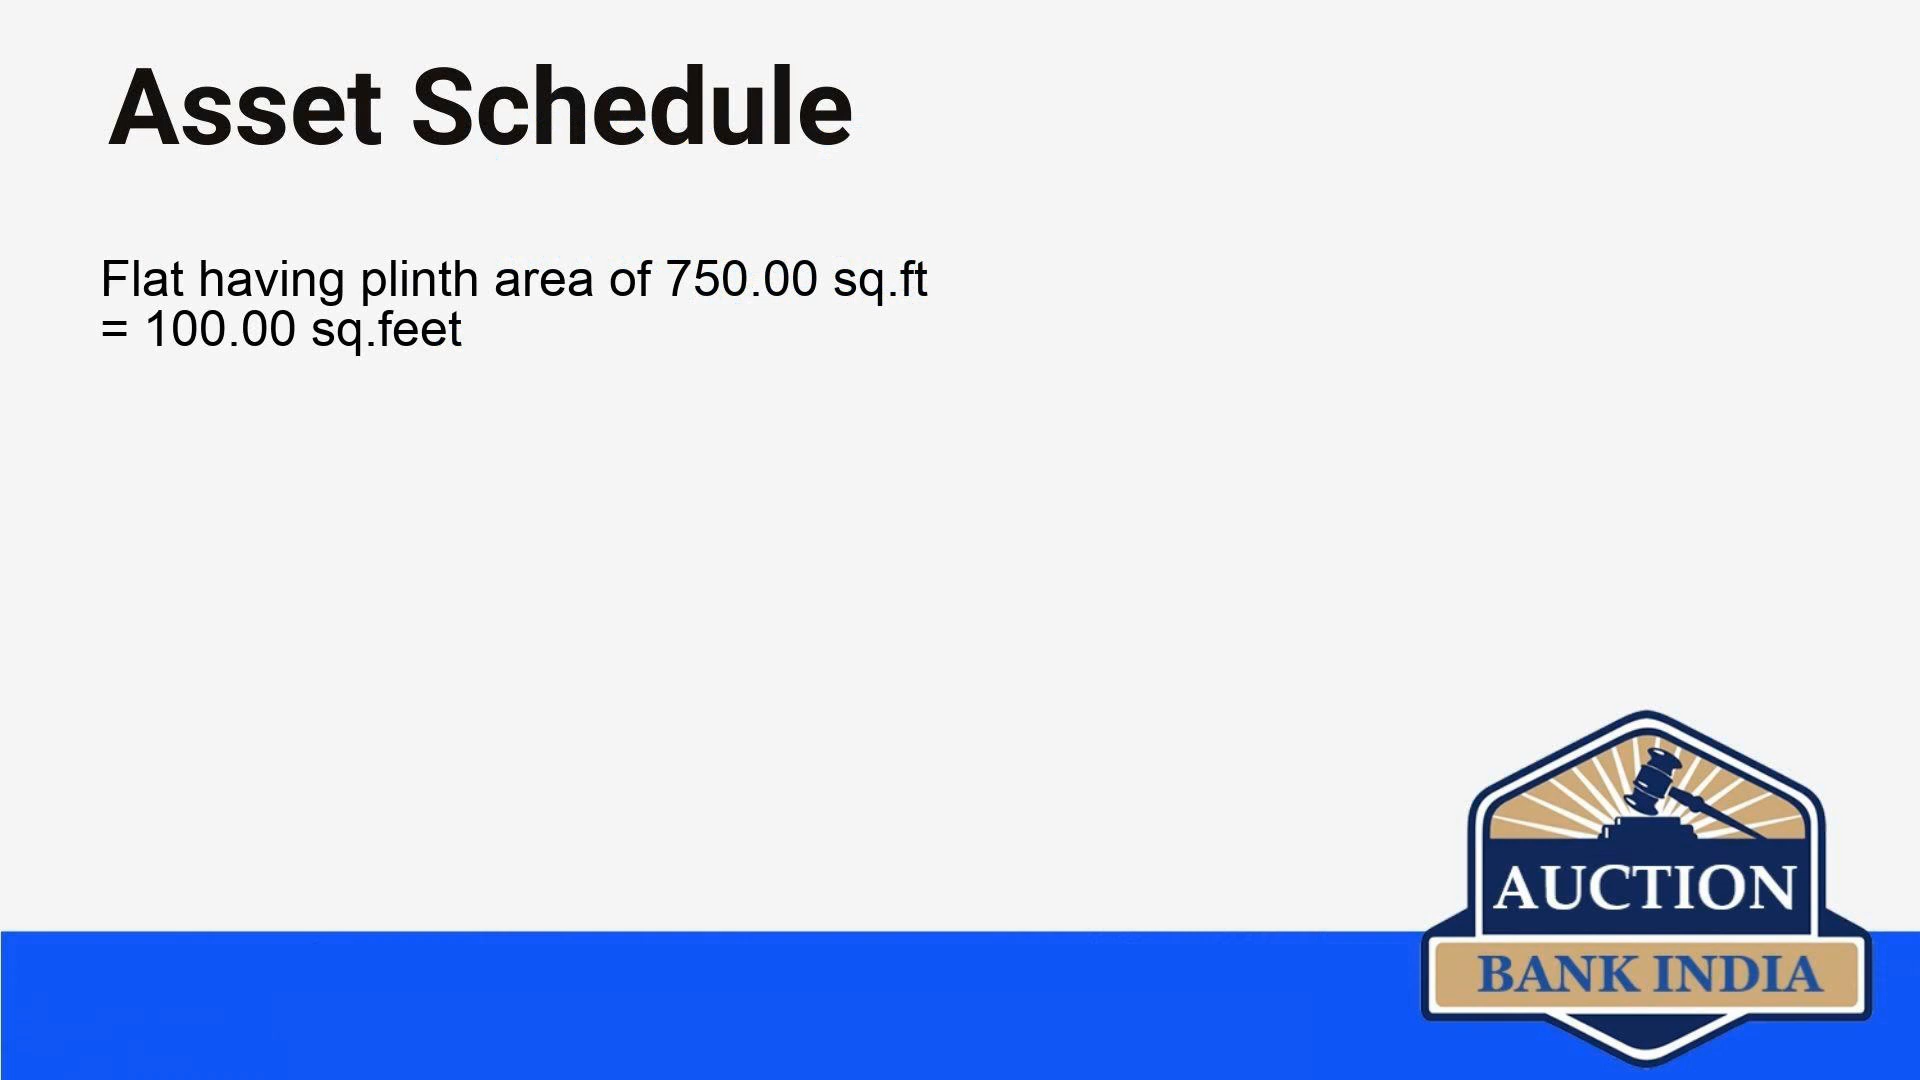 Asset Schedule
Flat having plinth area of 750.00 sq.ft
= 100.00 sq.feet
AUCTION
BANK INDIA